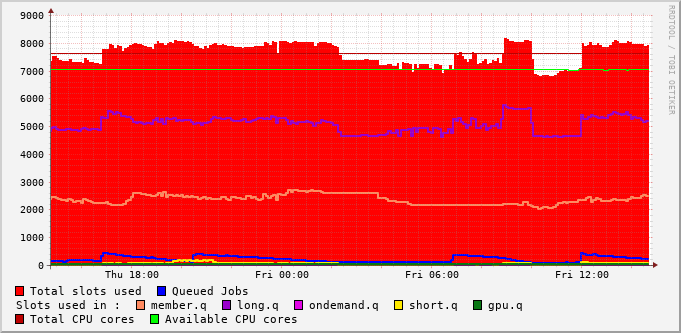 9000
8000
7000
6000
5000
4000
3000
2000
1000
0
Thu 18:00 Fri 00:00 Fri 06:00 Fri 12:00
RRDTOOL / TOBI OETIKER
Total slots used Queued Jobs
Slots used in : member.q long.q ondemand.q short.q gpu.q
Total CPU cores Available CPU cores